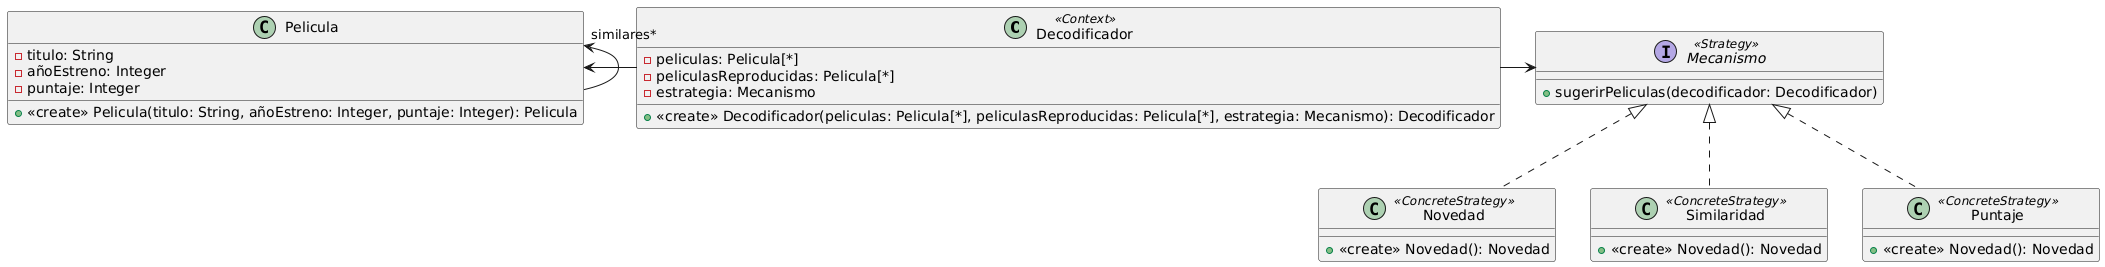 C Pelicula
titulo: String
añoEstreno: Integer
puntaje: Integer
«create» Pelicula(titulo: String, añoEstreno: Integer, puntaje: Integer): Pelicula
similares*
C «Context»
Decodificador
peliculas: Pelicula[*]
peliculasReproducidas: Pelicula[*]
estrategia: Mecanismo
«create» Decodificador(peliculas: Pelicula[*], peliculasReproducidas: Pelicula[*], estrategia: Mecanismo): Decodificador
I «Strategy»
Mecanismo
sugerirPeliculas(decodificador: Decodificador)
C «ConcreteStrategy»
Novedad
«create» Novedad(): Novedad
C «ConcreteStrategy»
Similaridad
«create» Novedad(): Novedad
C «ConcreteStrategy»
Puntaje
«create» Novedad(): Novedad